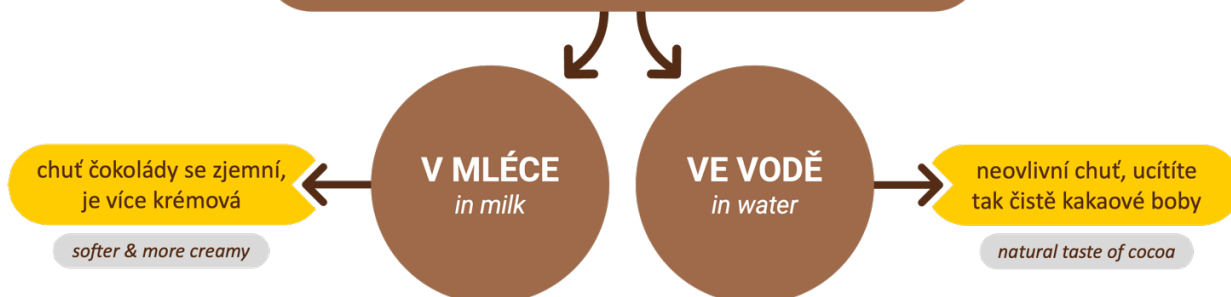 V MLÉCE
in milk
VE VODĚ
in water
chuť čokolády se zjemní,
je více krémová
softer & more creamy
neovlivní chuť, ucítíte
tak čistě kakaové boby
natural taste of cocoa